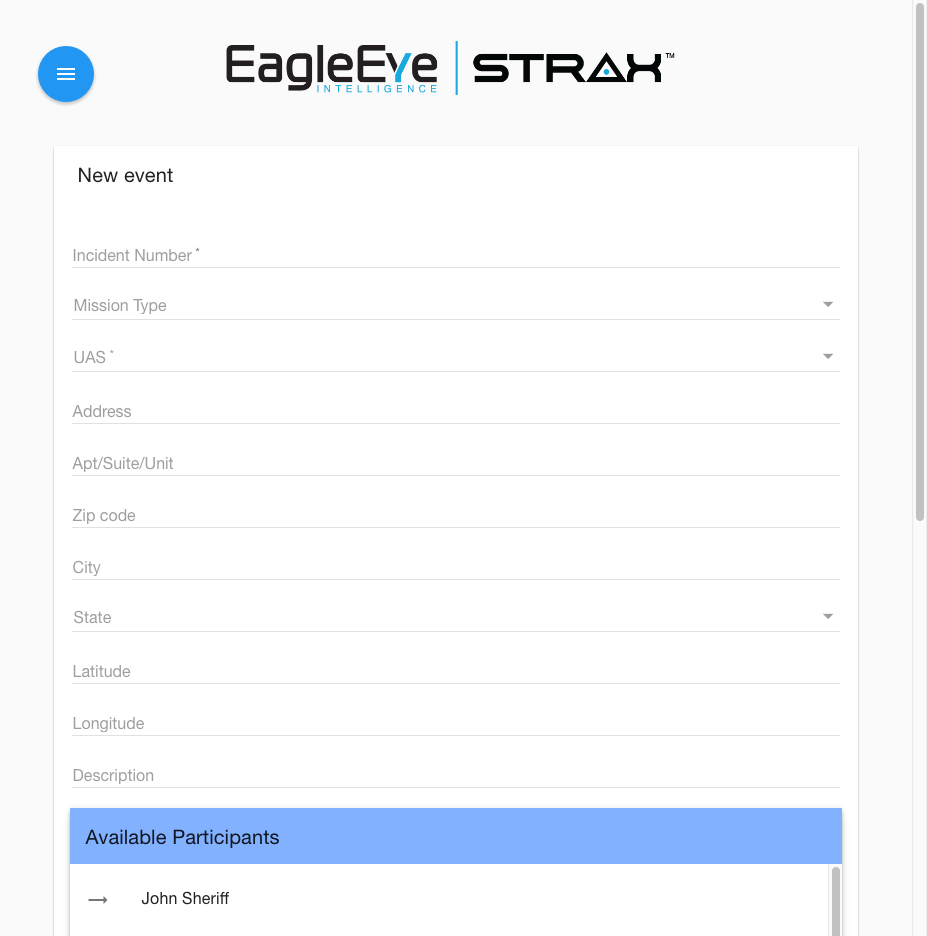 EagleEye
INTELLIGENCE
STRAX™
New event
Incident Number *
Mission Type
UAS *
Address
Apt/Suite/Unit
Zip code
City
State
Latitude
Longitude
Description
Available Participants
John Sheriff